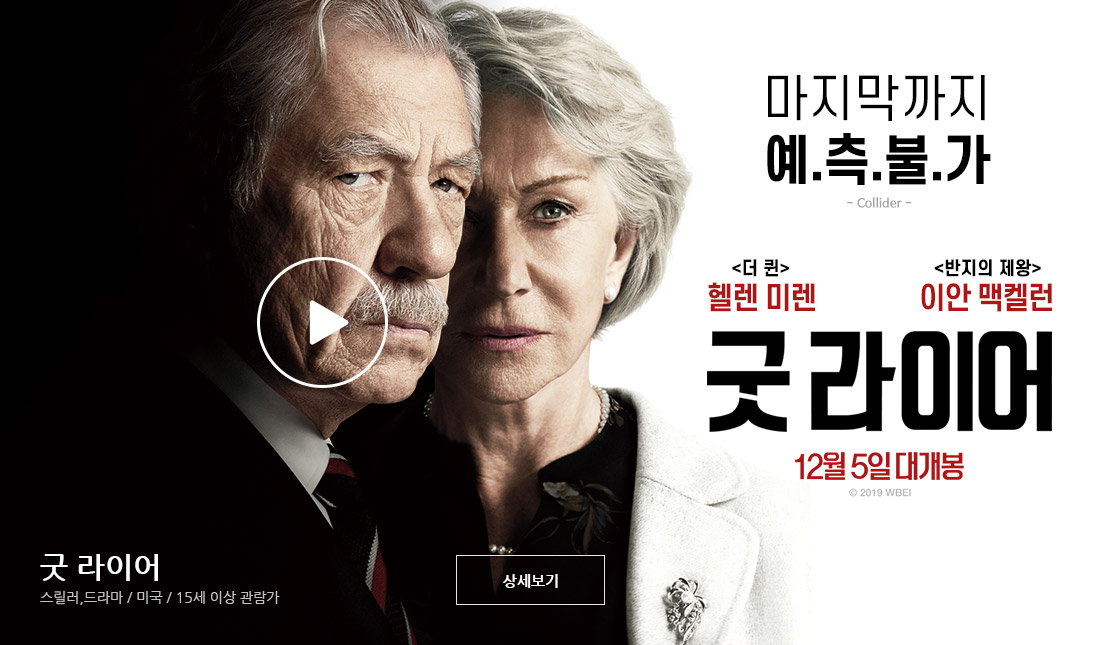 마지막까지
예.측.불.가
- Collider -
<더 퀸> <반지의 제왕>
헬렌 미렌 이안 맥켈런
굿 라이어
12월 5일 대개봉
© 2019 WBEI
굿 라이어
스릴러,드라마 / 미국 / 15세 이상 관람가
상세보기